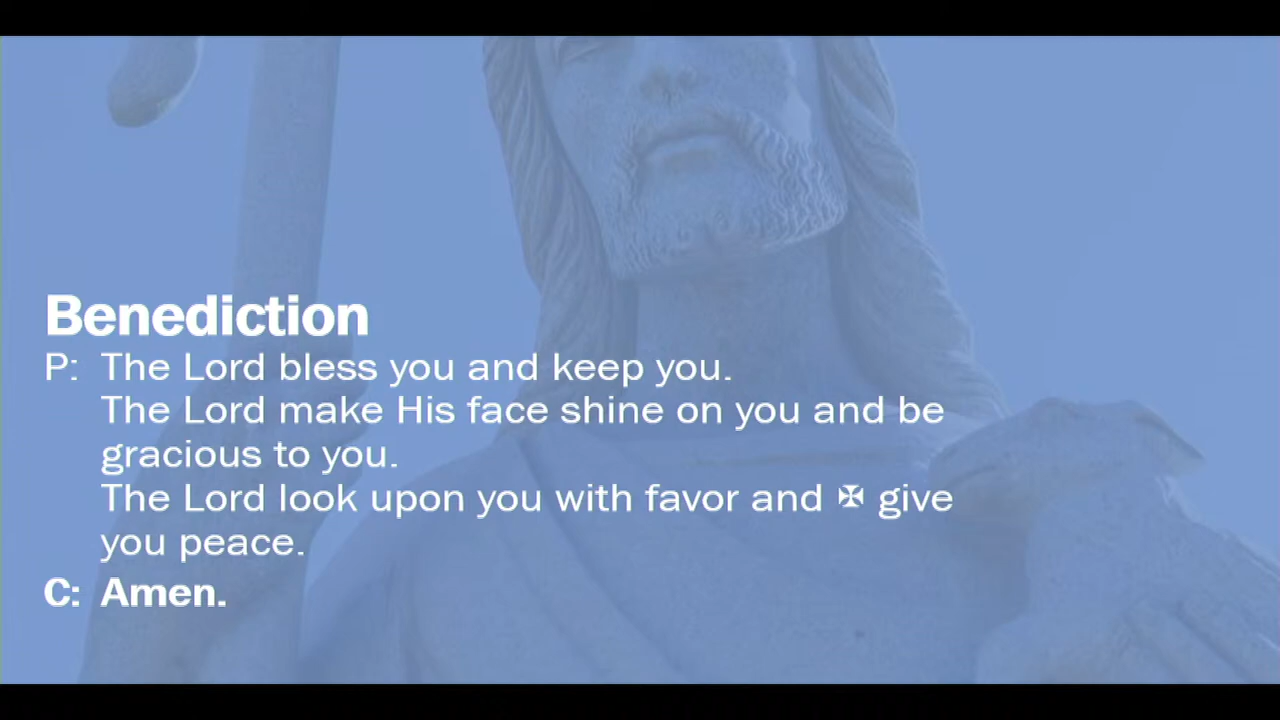 Benediction
P: The Lord bless you and keep you.
The Lord make His face shine on you and be
gracious to you.
The Lord look upon you with favor and ✠ give
you peace.
C: Amen.